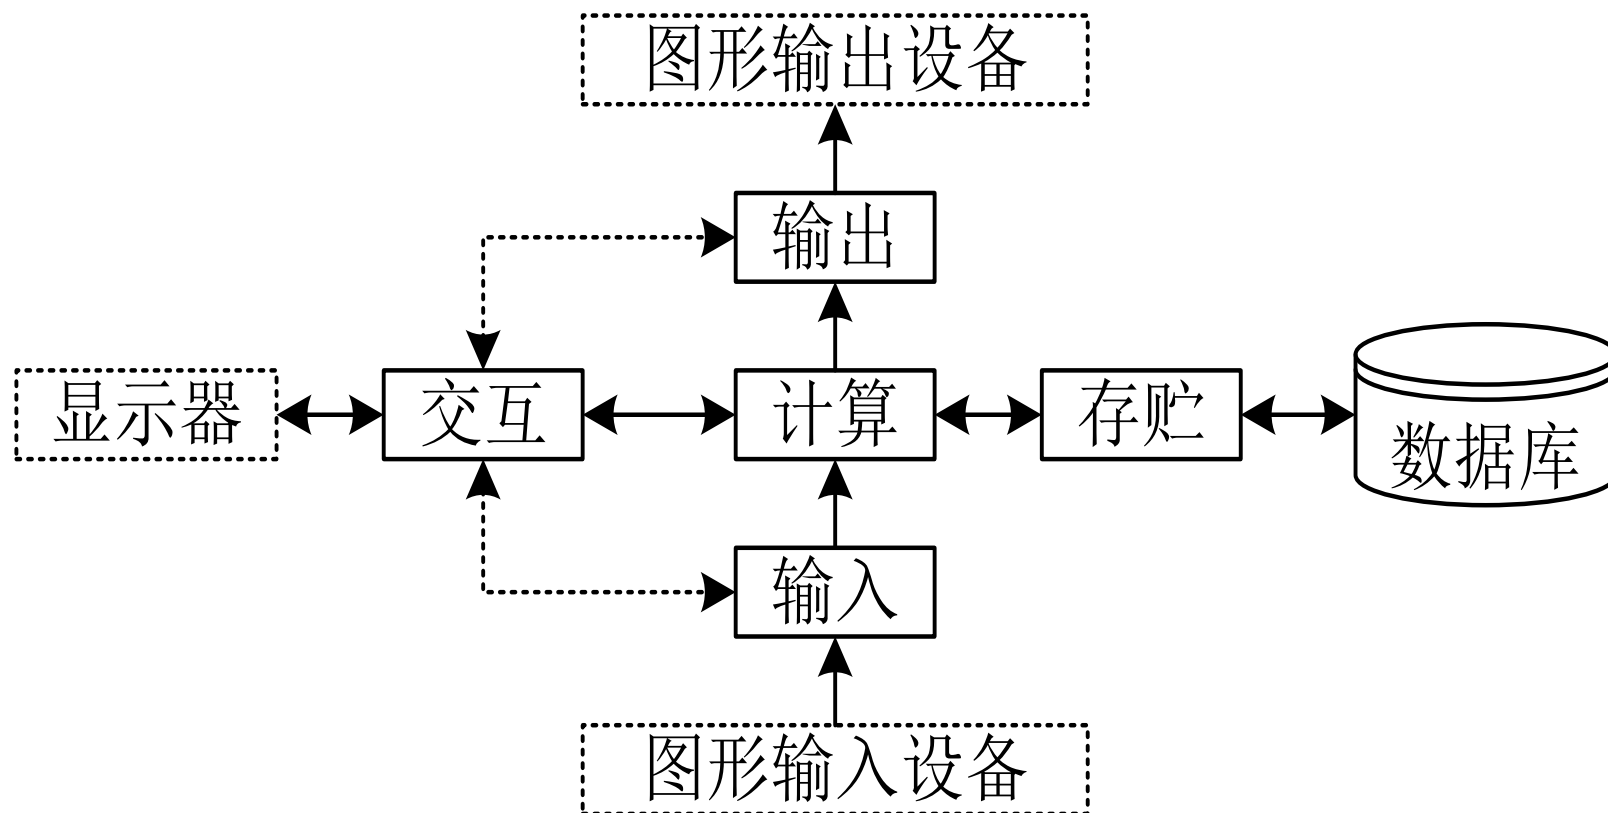 图形输出设备
输出
显示器
交互
计算
存贮
数据库
输入
图形输入设备